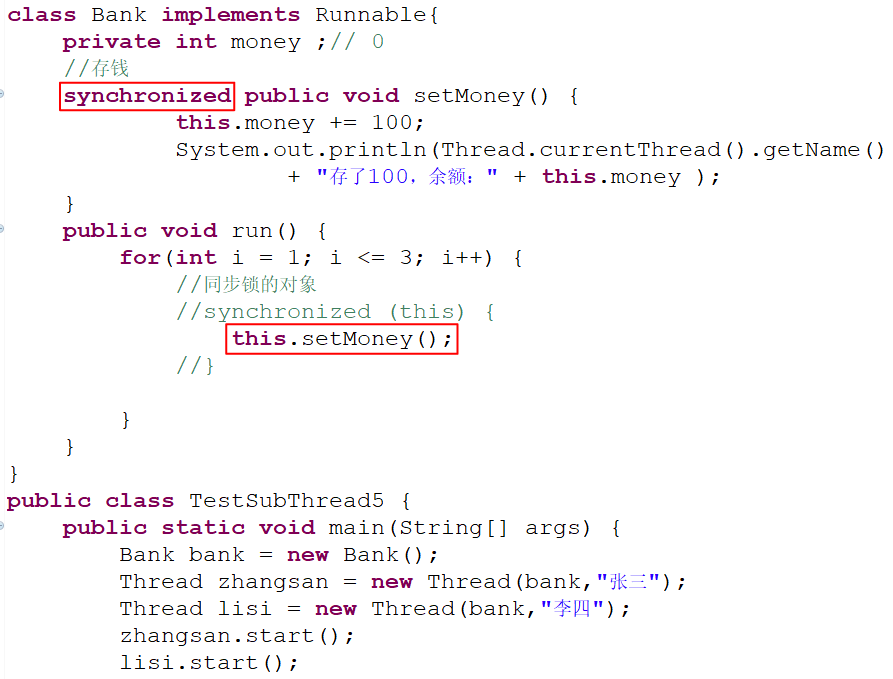 class Bank implements Runnable{
    private int money ;// 0
    //存钱
    synchronized public void setMoney() {
            this.money += 100;
            System.out.println(Thread.currentThread().getName()
                    + "存了100，余额：" + this.money );
    }
    public void run() {
        for(int i = 1; i <= 3; i++) {
            //同步锁的对象
            //synchronized (this) {
                this.setMoney();
            //}
        }
    }
}
public class TestSubThread5 {
    public static void main(String[] args) {
        Bank bank = new Bank();
        Thread zhangsan = new Thread(bank,"张三");
        Thread lisi = new Thread(bank,"李四");
        zhangsan.start();
        lisi.start();